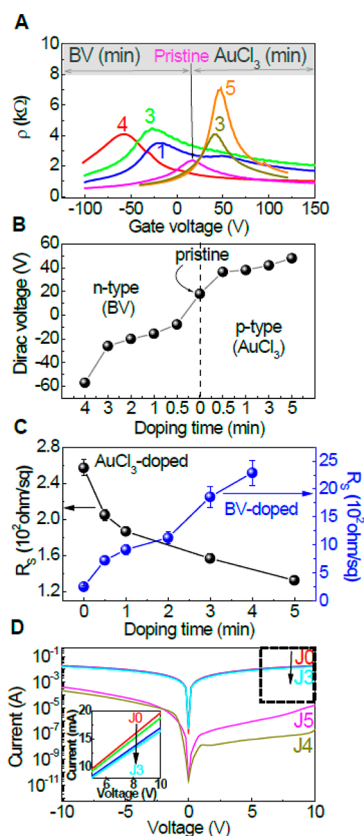 A
BV (min) Pristine AuCl₃ (min)
8
6
4
2
0
ρ (kΩ)
4 3 1 3 5
-100 -50 0 50 100 150
Gate voltage (V)
B
60
40
20
0
-20
-40
-60
Dirac voltage (V)
pristine
n-type
(BV)
p-type
(AuCl₃)
4 3 2 1 0.5 0 0.5 1 3 5
Doping time (min)
C
2.8
2.4
2.0
1.6
1.2
Rₛ (10²ohm/sq)
AuCl₃-doped
BV-doped
25
20
15
10
5
0
Rₛ (10²ohm/sq)
0 1 2 3 4 5
Doping time (min)
D
10⁻¹
10⁻³
10⁻⁵
10⁻⁷
10⁻⁹
10⁻¹¹
Current (A)
J0
J3
J5
J4
20
15
10
Current (mA)
J0
J3
10
Voltage (V)
-10 -5 0 5 10
Voltage (V)